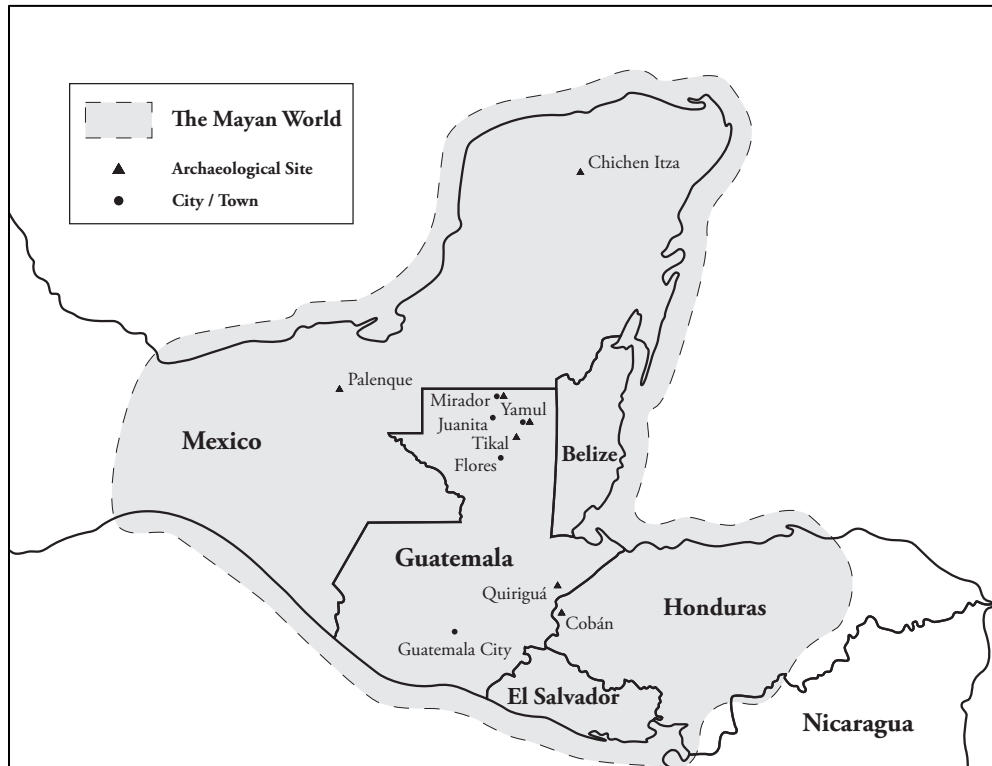 The Mayan World
Archaeological Site
City / Town
Chichen Itza
Palenque
Mirador
Yamul
Juanita
Tikal
Flores
Mexico
Belize
Guatemala
Quiriguá
Cobán
Honduras
Guatemala City
El Salvador
Nicaragua